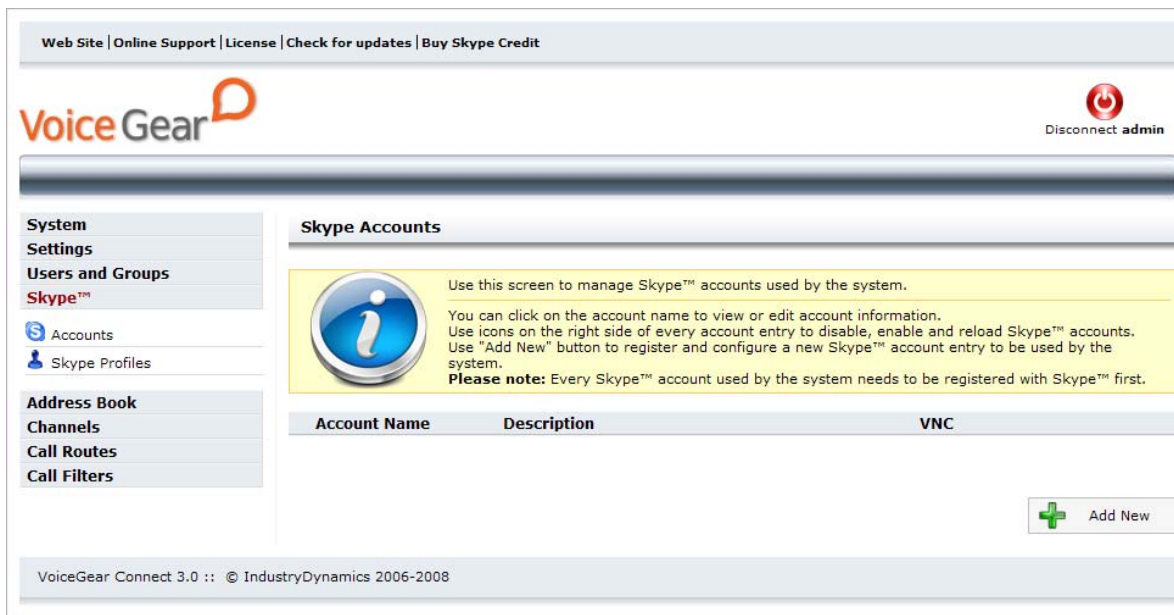 Web Site | Online Support | License | Check for updates | Buy Skype Credit
Voice Gear
Disconnect admin
System
Settings
Users and Groups
Skype™
Accounts
Skype Profiles
Address Book
Channels
Call Routes
Call Filters
Skype Accounts
Use this screen to manage Skype™ accounts used by the system.
You can click on the account name to view or edit account information.
Use icons on the right side of every account entry to disable, enable and reload Skype™ accounts.
Use "Add New" button to register and configure a new Skype™ account entry to be used by the
system.
Please note: Every Skype™ account used by the system needs to be registered with Skype™ first.
Account Name Description VNC
Add New
VoiceGear Connect 3.0 :: © IndustryDynamics 2006-2008